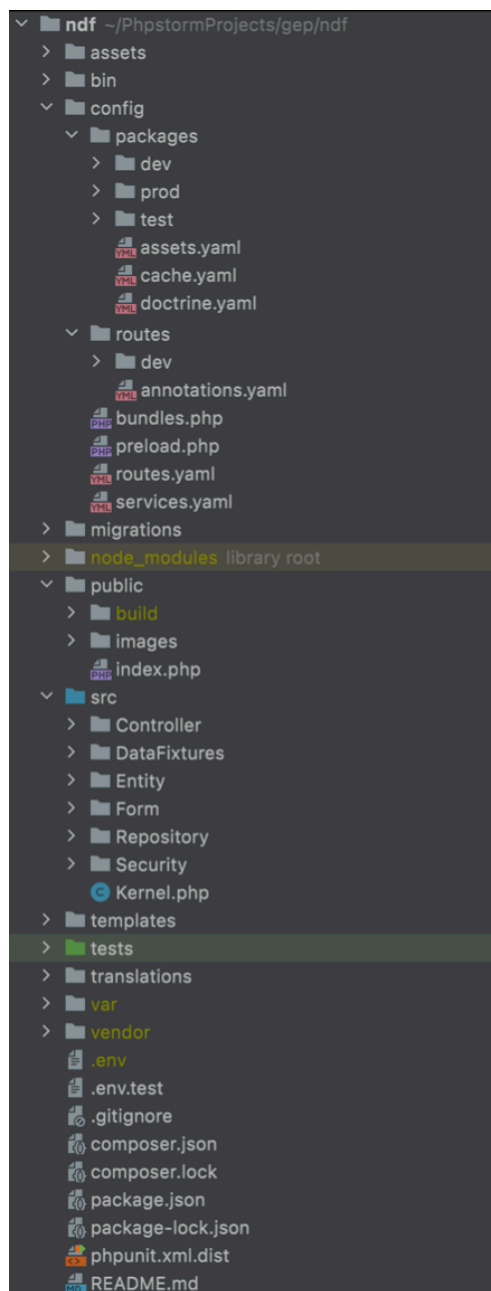 ndf ~/PhpstormProjects/gep/ndf
assets
bin
config
packages
dev
prod
test
assets.yaml
cache.yaml
doctrine.yaml
routes
dev
annotations.yaml
bundles.php
preload.php
routes.yaml
services.yaml
migrations
node_modules library root
public
build
images
index.php
src
Controller
DataFixtures
Entity
Form
Repository
Security
Kernel.php
templates
tests
translations
var
vendor
.env
.env.test
.gitignore
composer.json
composer.lock
package.json
package-lock.json
phpunit.xml.dist
README.md